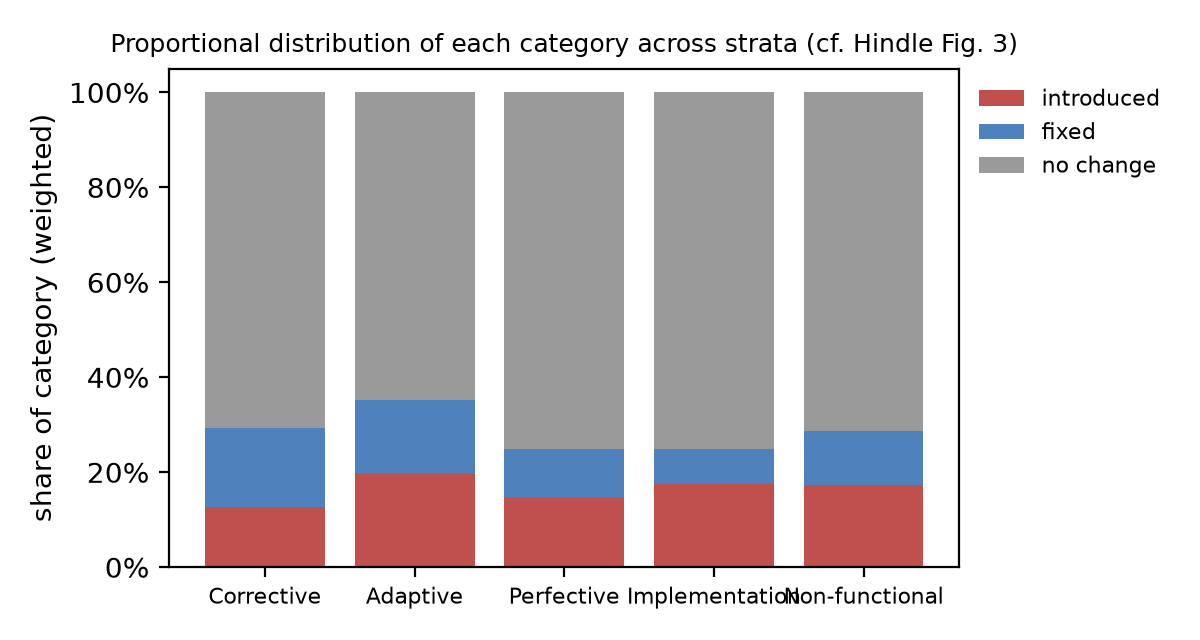 Proportional distribution of each category across strata (cf. Hindle Fig. 3)
share of category (weighted)
100%
80%
60%
40%
20%
0%
Corrective
Adaptive
Perfective
Implementation
Non-functional
introduced
fixed
no change